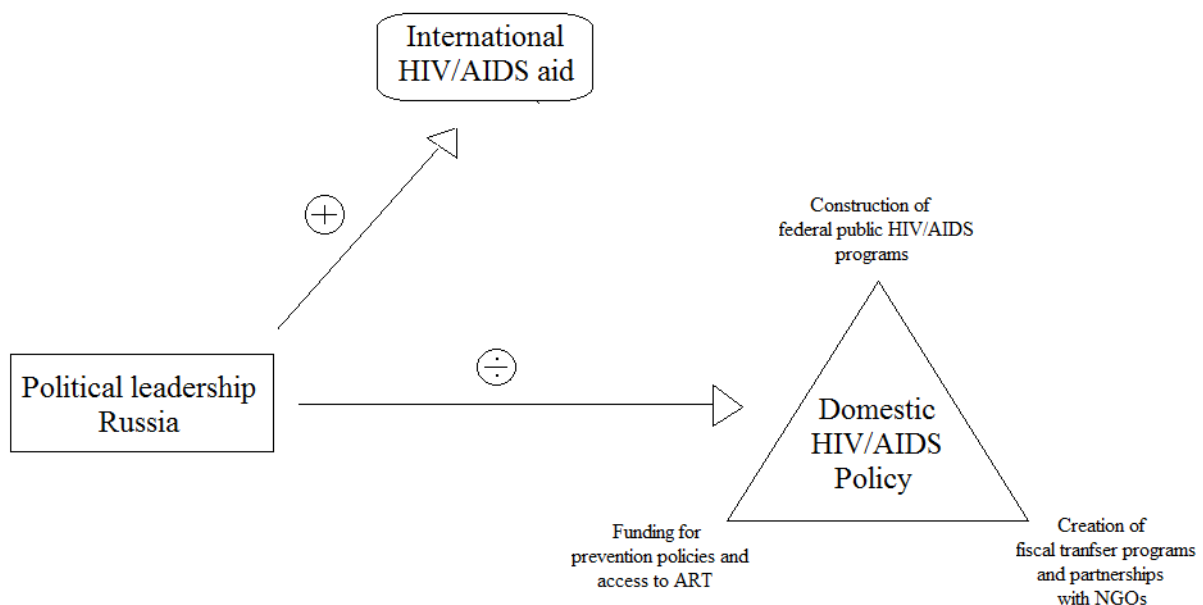 International
HIV/AIDS aid
+
Construction of
federal public HIV/AIDS
programs
÷
Political leadership
Russia
Domestic
HIV/AIDS
Policy
Funding for
prevention policies and
access to ART
Creation of
fiscal tranfser programs
and partnerships
with NGOs